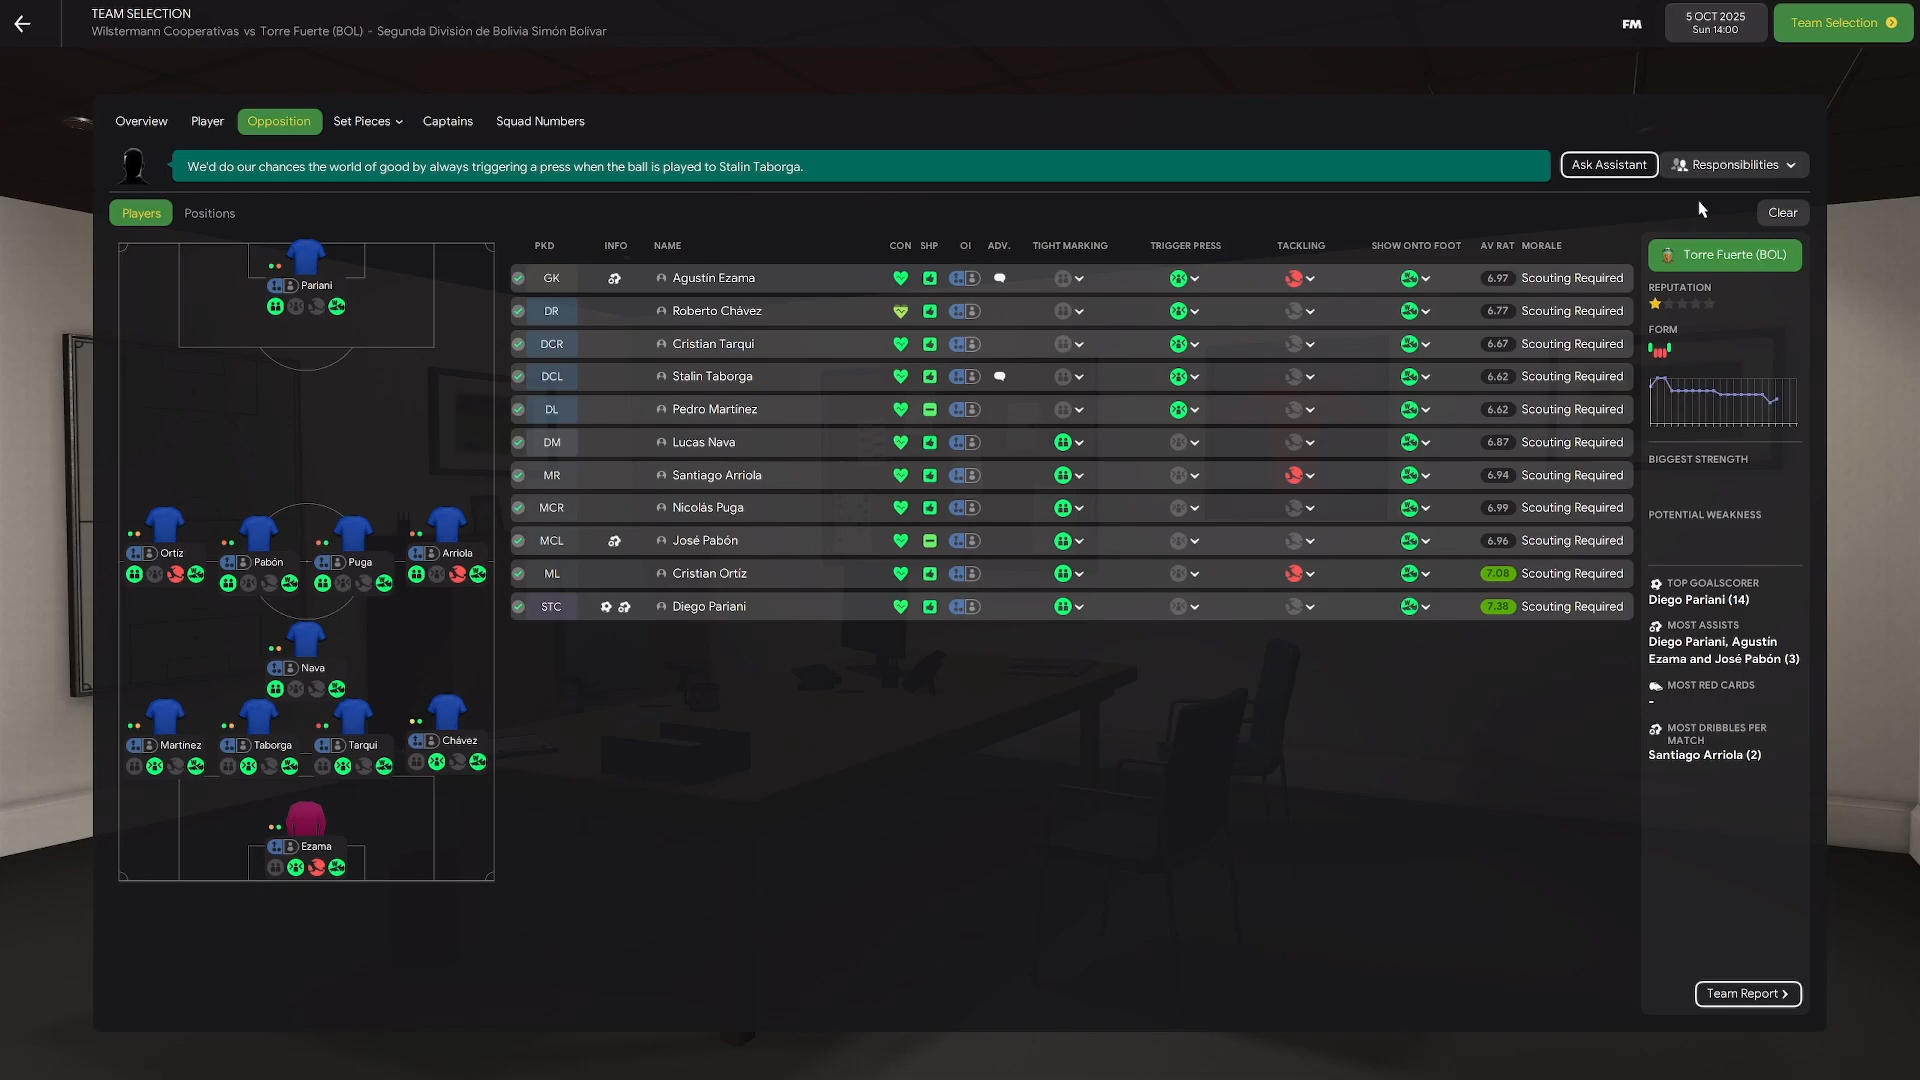 TEAM SELECTION
Wilstermann Cooperativas vs Torre Fuerte (BOL) - Segunda División de Bolivia Simón Bolívar
FM
5 OCT 2025
Sun 14:00
Team Selection
Overview
Player
Opposition
Set Pieces
Captains
Squad Numbers
We'd do our chances the world of good by always triggering a press when the ball is played to Stalin Taborga.
Ask Assistant
Responsibilities
Players
Positions
Clear
Pariani
Ortíz
Pabón
Puga
Arriola
Nava
Martínez
Taborga
Tarqui
Chávez
Ezama
PKD INFO NAME CON SHP OI ADV. TIGHT MARKING TRIGGER PRESS TACKLING SHOW ONTO FOOT AV RAT MORALE
GK Agustín Ezama 6.97 Scouting Required
DR Roberto Chávez 6.77 Scouting Required
DCR Cristian Tarqui 6.67 Scouting Required
DCL Stalin Taborga 6.62 Scouting Required
DL Pedro Martínez 6.62 Scouting Required
DM Lucas Nava 6.87 Scouting Required
MR Santiago Arriola 6.94 Scouting Required
MCR Nicolás Puga 6.99 Scouting Required
MCL José Pabón 6.96 Scouting Required
ML Cristian Ortíz 7.08 Scouting Required
STC Diego Pariani 7.38 Scouting Required
Torre Fuerte (BOL)
REPUTATION
FORM
BIGGEST STRENGTH
POTENTIAL WEAKNESS
TOP GOALSCORER
Diego Pariani (14)
MOST ASSISTS
Diego Pariani, Agustín
Ezama and José Pabón (3)
MOST RED CARDS
-
MOST DRIBBLES PER
MATCH
Santiago Arriola (2)
Team Report